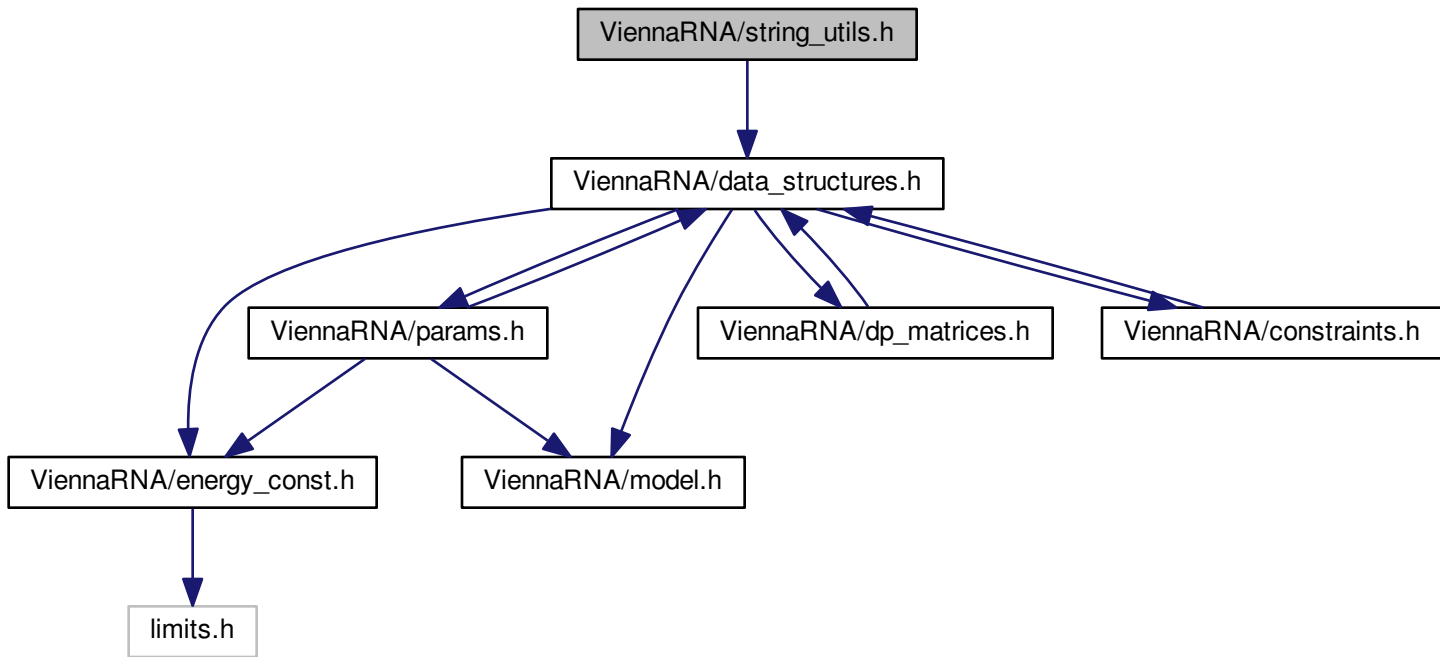 ViennaRNA/string_utils.h
ViennaRNA/data_structures.h
ViennaRNA/params.h
ViennaRNA/dp_matrices.h
ViennaRNA/constraints.h
ViennaRNA/energy_const.h
ViennaRNA/model.h
limits.h